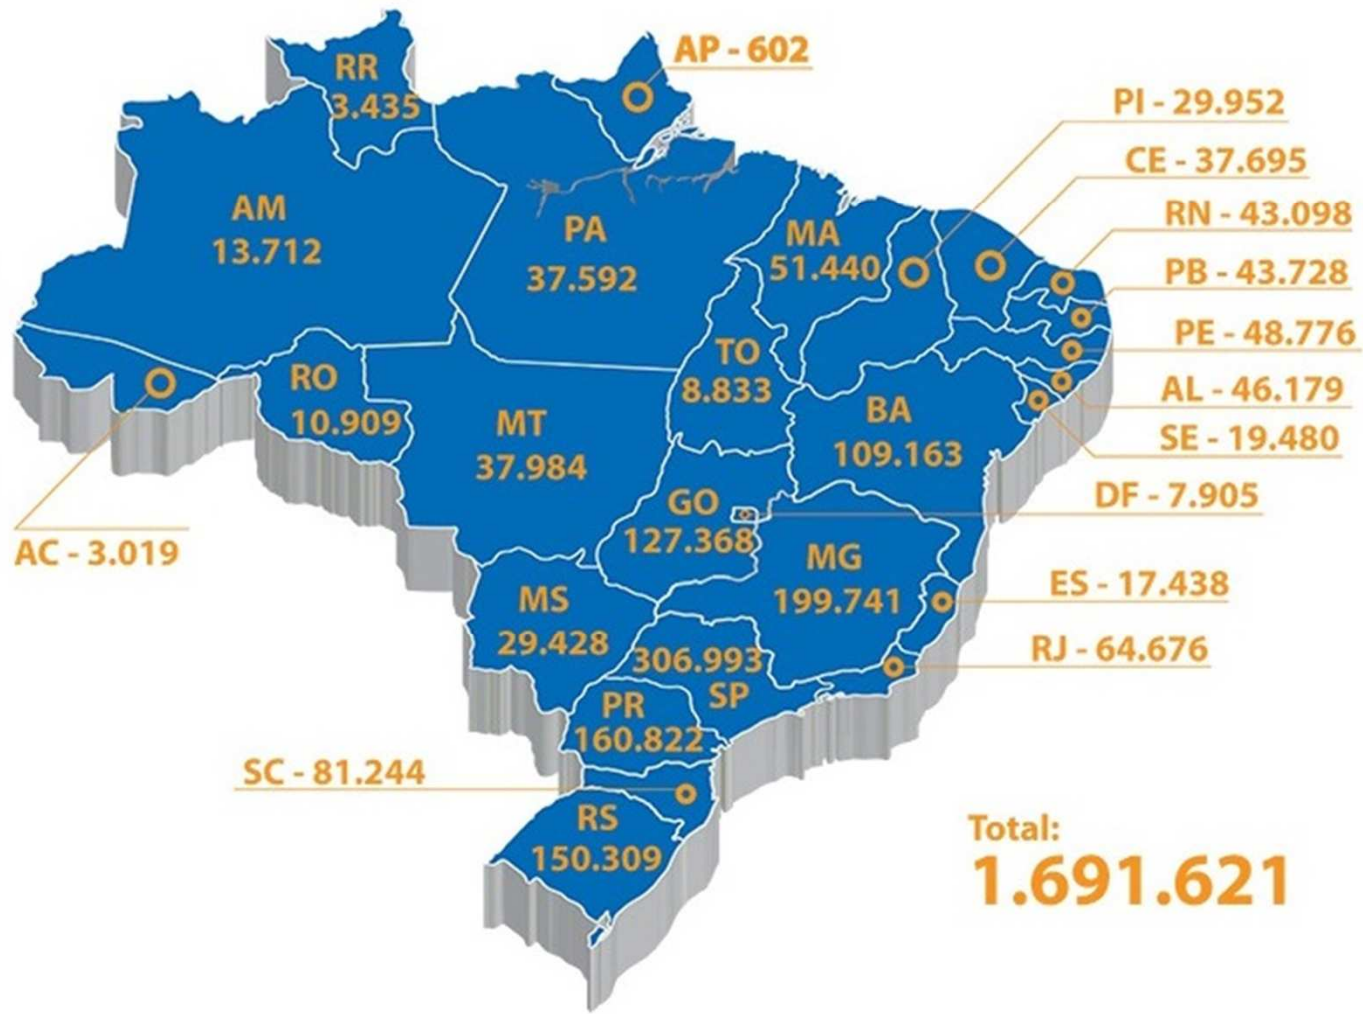 RR
3.435
AP - 602
PI - 29.952
CE - 37.695
RN - 43.098
PB - 43.728
PE - 48.776
AL - 46.179
SE - 19.480
AM
13.712
PA
37.592
MA
51.440
TO
8.833
RO
10.909
MT
37.984
BA
109.163
AC - 3.019
GO
127.368
DF - 7.905
MG
199.741
ES - 17.438
RJ - 64.676
MS
29.428
306.993
SP
PR
160.822
SC - 81.244
RS
150.309
Total:
1.691.621